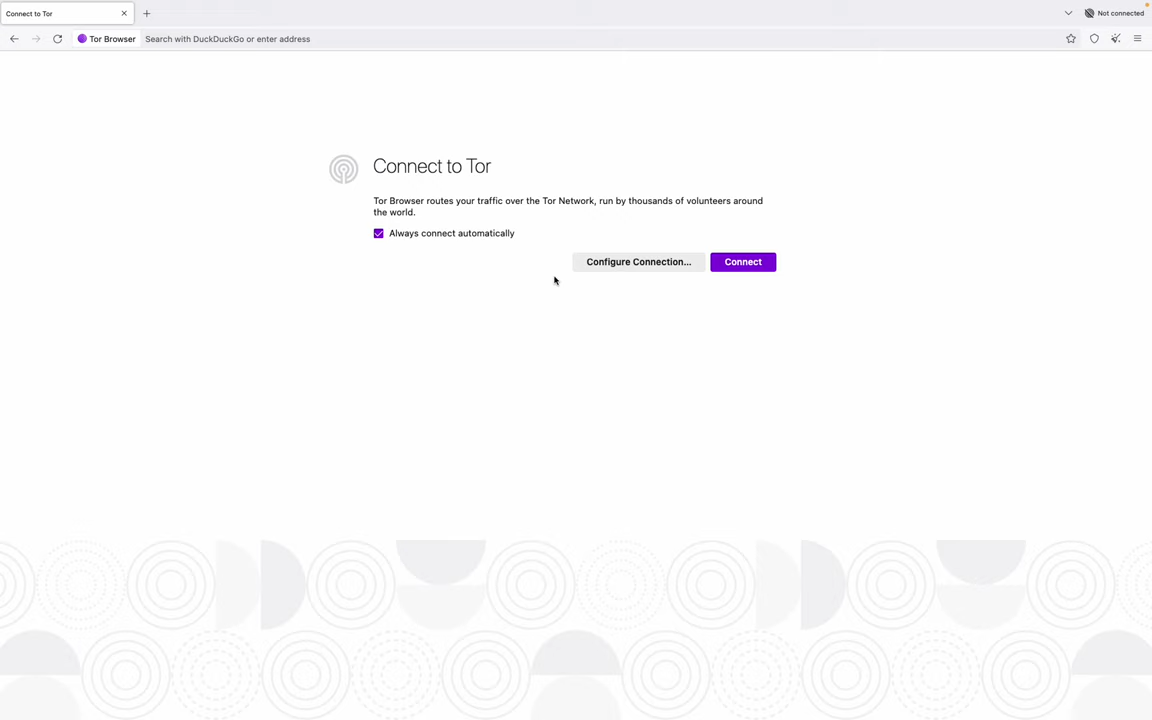 Connect to Tor
Not connected
Tor Browser Search with DuckDuckGo or enter address
Connect to Tor
Tor Browser routes your traffic over the Tor Network, run by thousands of volunteers around
the world.
Always connect automatically
Configure Connection... Connect